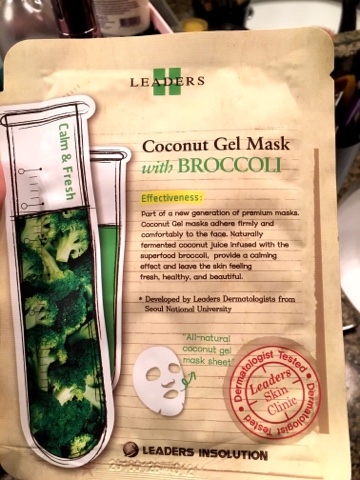 LEADERS
Calm & Fresh
Coconut Gel Mask
with BROCCOLI
Effectiveness:
Part of a new generation of premium masks.
Coconut Gel masks adhere firmly and
comfortably to the face. Naturally
fermented coconut juice infused with the
superfood broccoli, provide a calming
effect and leave the skin feeling
fresh, healthy, and beautiful.
* Developed by Leaders Dermatologists from
Seoul National University
"All-natural
coconut gel
mask sheet"
Dermatologist Tested
Leaders
Skin
Clinic
Dermatologist Tested
LEADERS INSOLUTION